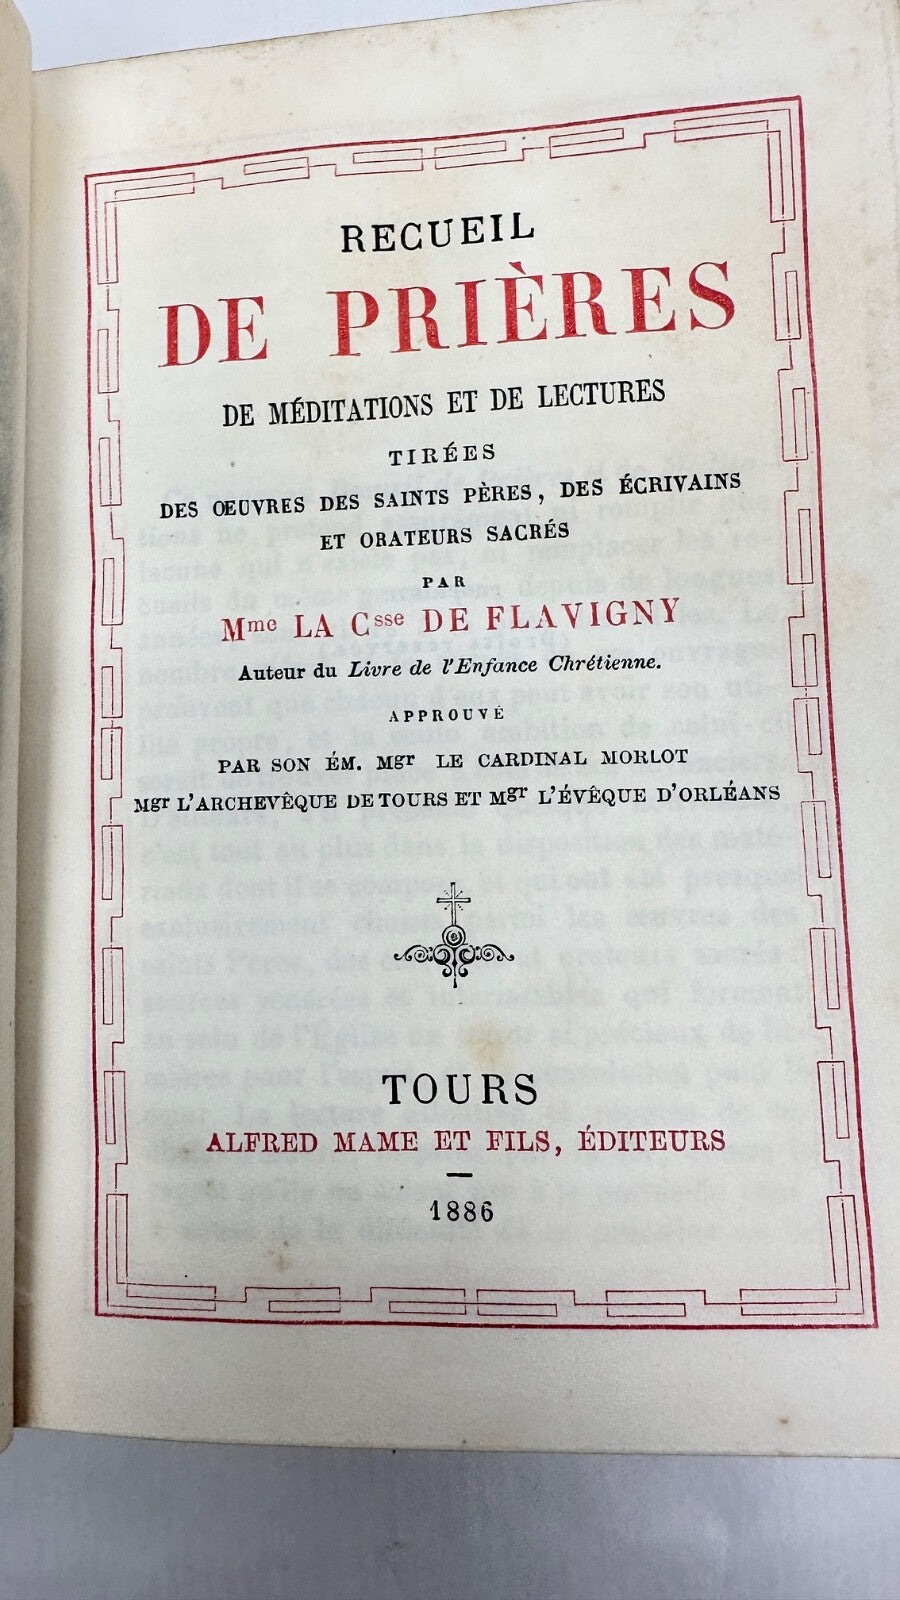 RECUEIL
DE PRIÈRES
DE MÉDITATIONS ET DE LECTURES
TIRÉES
DES ŒUVRES DES SAINTS PÈRES, DES ÉCRIVAINS
ET ORATEURS SACRÉS
PAR
Mme LA Csse DE FLAVIGNY
Auteur du Livre de l'Enfance Chrétienne.
APPROUVÉ
PAR SON ÉM. Mgr LE CARDINAL MORLOT
Mgr L'ARCHEVÊQUE DE TOURS ET Mgr L'ÉVÊQUE D'ORLÉANS
TOURS
ALFRED MAME ET FILS, ÉDITEURS
1886